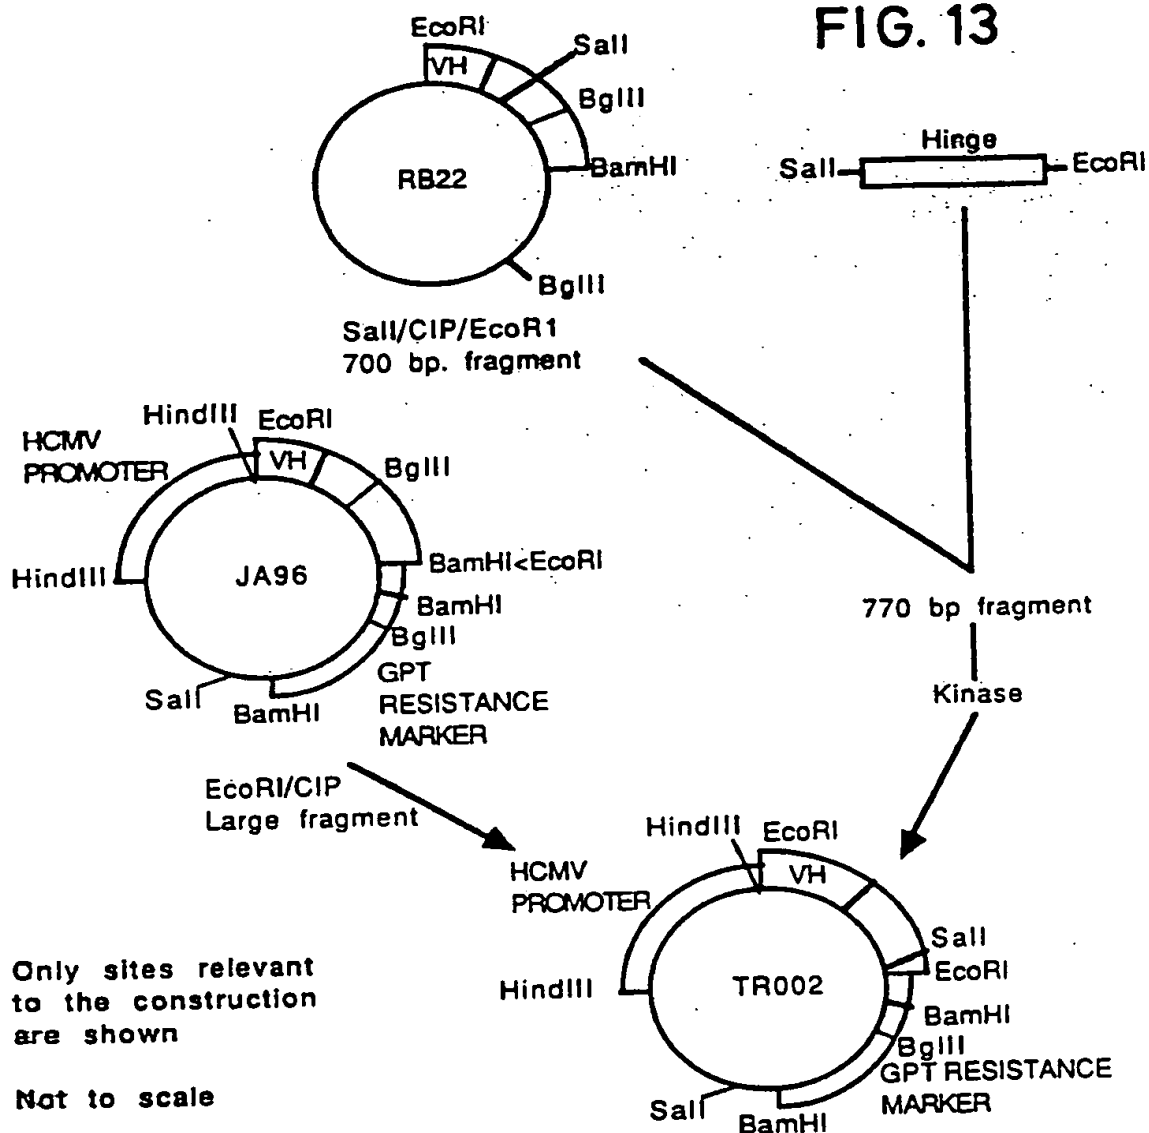 FIG. 13
EcoRI
VH
SalI
BglII
RB22
BamHI
BglII
Hinge
SalI
EcoRI
SalI/CIP/EcoR1
700 bp. fragment
HCMV
PROMOTER
HindIII
EcoRI
VH
BglII
HindIII
JA96
BamHI<EcoRI
BamHI
BglII
GPT
RESISTANCE
MARKER
SalI
BamHI
770 bp fragment
Kinase
EcoRI/CIP
Large fragment
HCMV
PROMOTER
HindIII
EcoRI
VH
SalI
EcoRI
HindIII
TR002
BamHI
BglII
GPT RESISTANCE
MARKER
SalI
BamHI
Only sites relevant
to the construction
are shown
Not to scale